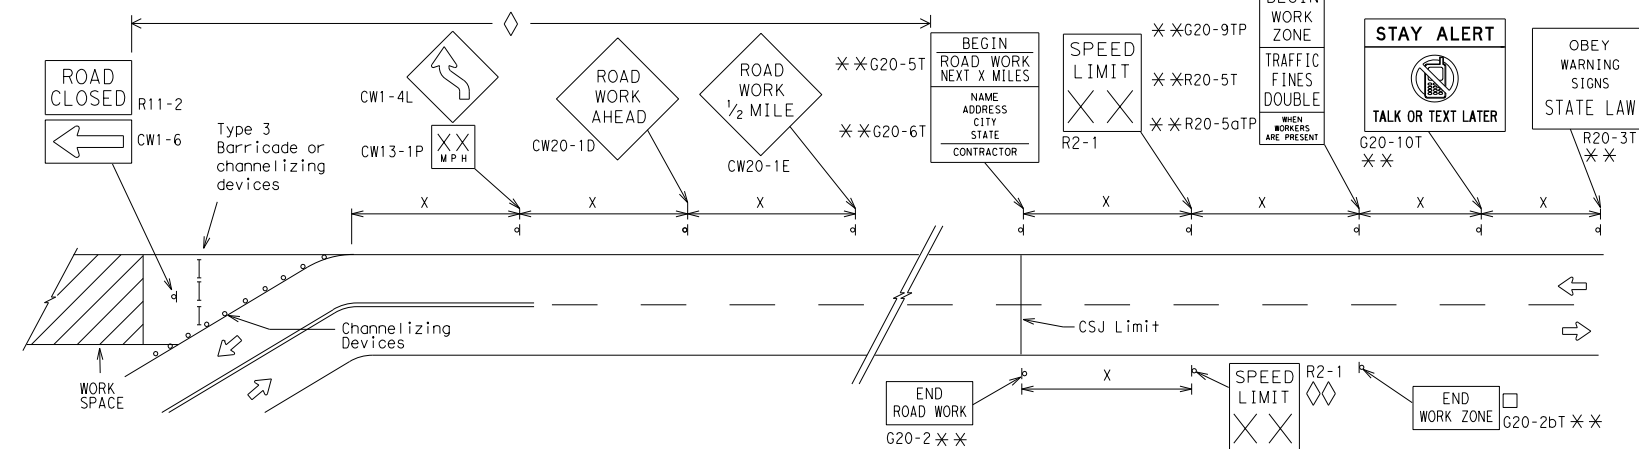 ROAD
CLOSED
R11-2
CW1-6
Type 3
Barricade or
channelizing
devices
CW1-4L
XX
MPH
CW13-1P
ROAD
WORK
AHEAD
CW20-1D
ROAD
WORK
1/2 MILE
CW20-1E
**G20-5T
**G20-6T
BEGIN
ROAD WORK
NEXT X MILES
NAME
ADDRESS
CITY
STATE
CONTRACTOR
SPEED
LIMIT
XX
R2-1
**G20-9TP
**R20-5T
**R20-5aTP
BEGIN
WORK
ZONE
TRAFFIC
FINES
DOUBLE
WHEN
WORKERS
ARE PRESENT
STAY ALERT
TALK OR TEXT LATER
G20-10T
**
OBEY
WARNING
SIGNS
STATE LAW
R20-3T
**
X
X
X
X
X
X
X
WORK
SPACE
Channelizing
Devices
CSJ Limit
END
ROAD WORK
G20-2**
X
SPEED
LIMIT
XX
R2-1
END
WORK ZONE
G20-2bT**